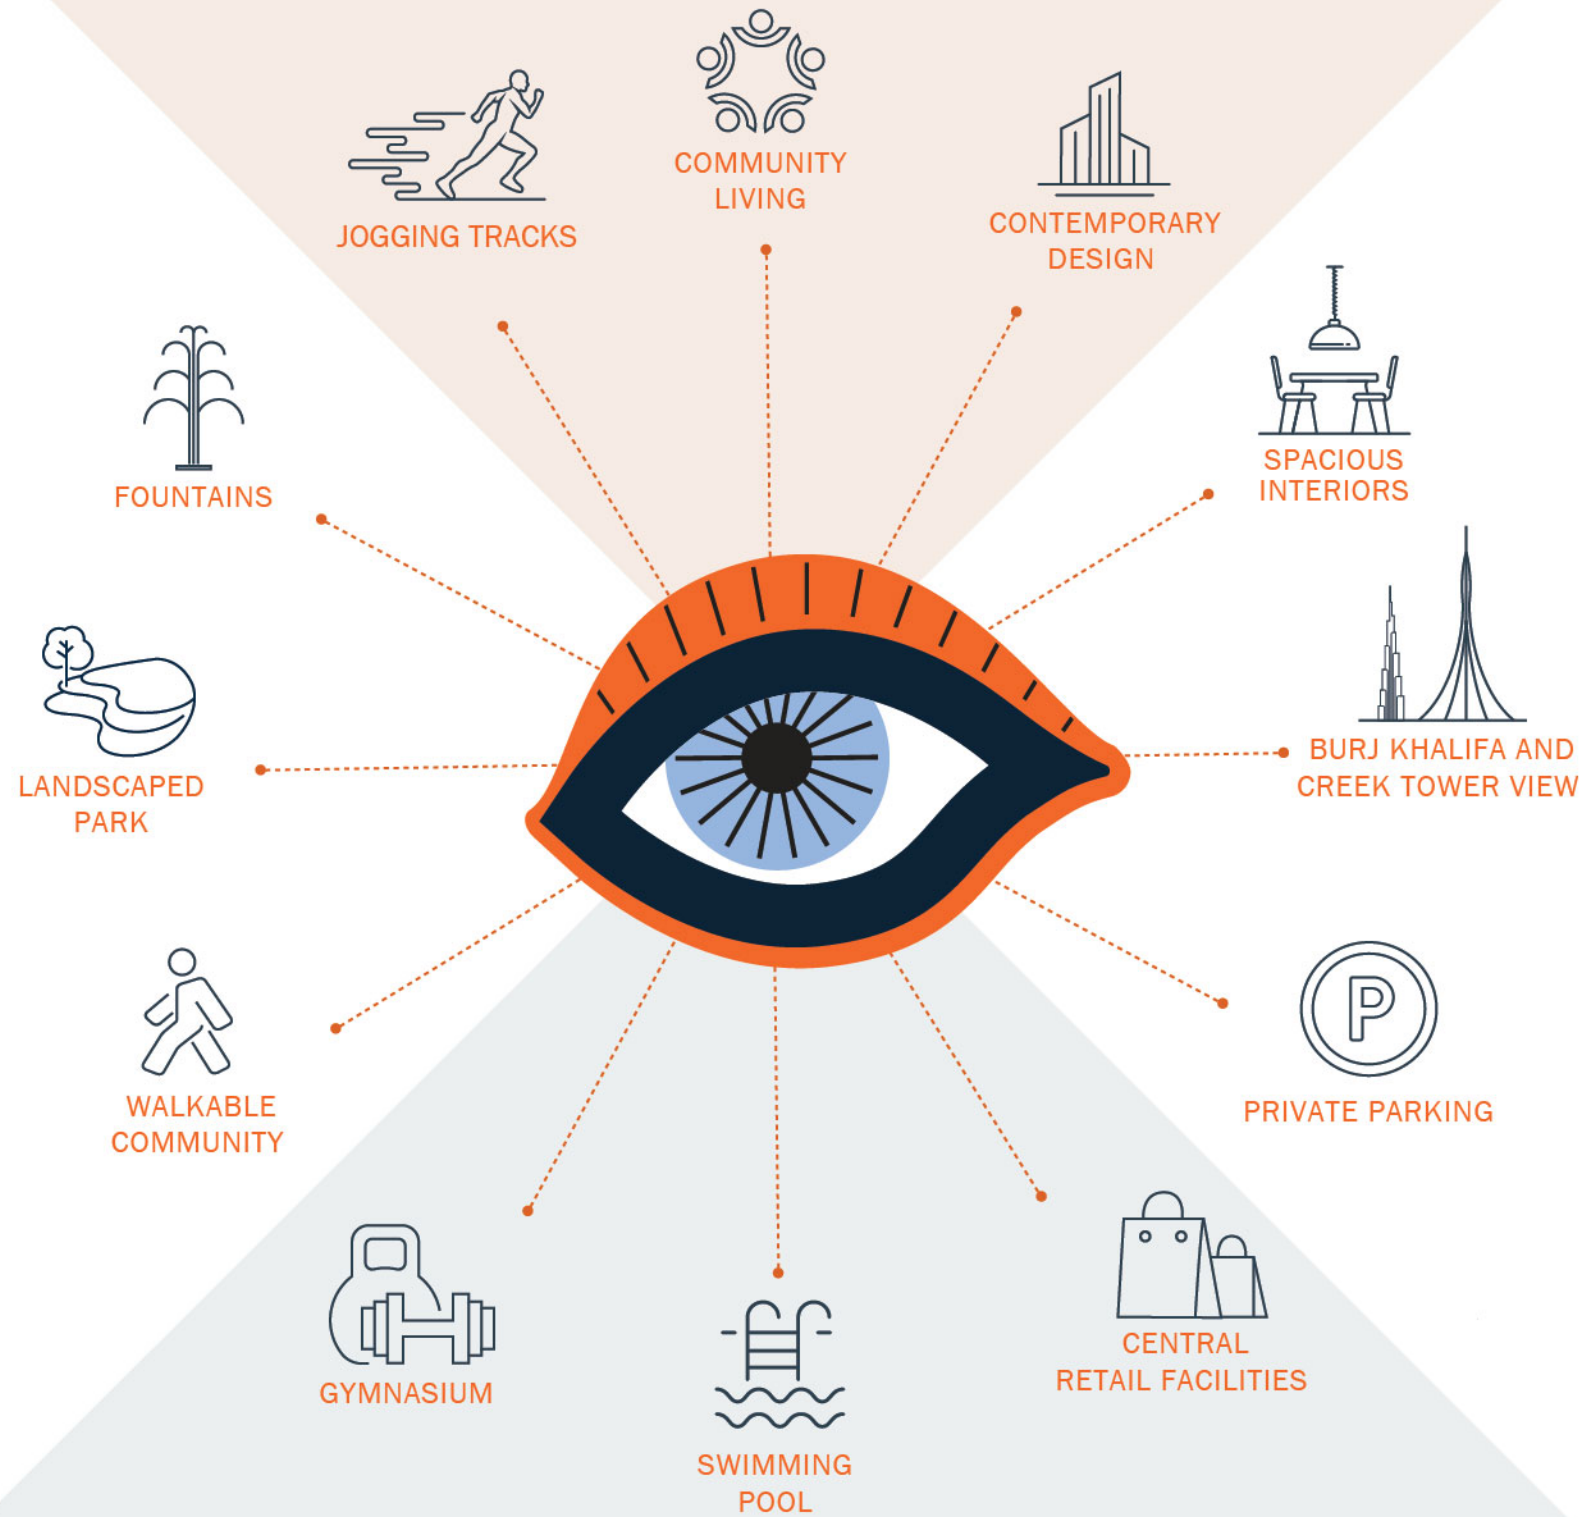 COMMUNITY
LIVING
JOGGING TRACKS
CONTEMPORARY
DESIGN
SPACIOUS
INTERIORS
FOUNTAINS
BURJ KHALIFA AND
CREEK TOWER VIEW
LANDSCAPED
PARK
P
PRIVATE PARKING
WALKABLE
COMMUNITY
CENTRAL
RETAIL FACILITIES
GYMNASIUM
SWIMMING
POOL